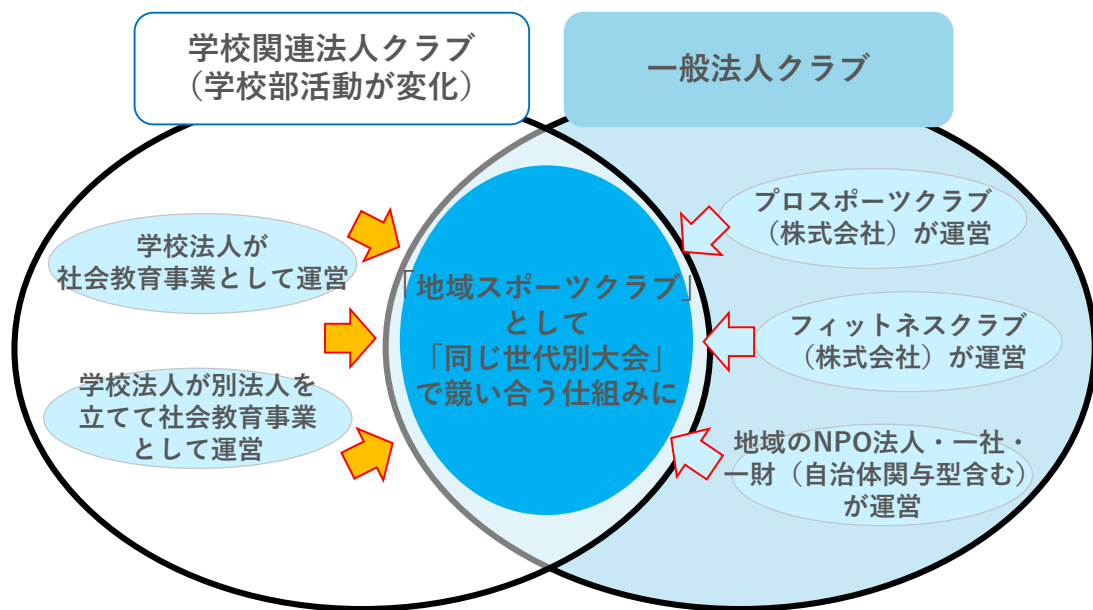 学校関連法人クラブ
（学校部活動が変化）
一般法人クラブ
学校法人が
社会教育事業として運営
学校法人が別法人を
立てて社会教育事業
として運営
「地域スポーツクラブ」
として
「同じ世代別大会」
で競い合う仕組みに
プロスポーツクラブ
（株式会社）が運営
フィットネスクラブ
（株式会社）が運営
地域のNPO法人・一社・
一財（自治体関与型含む）
が運営